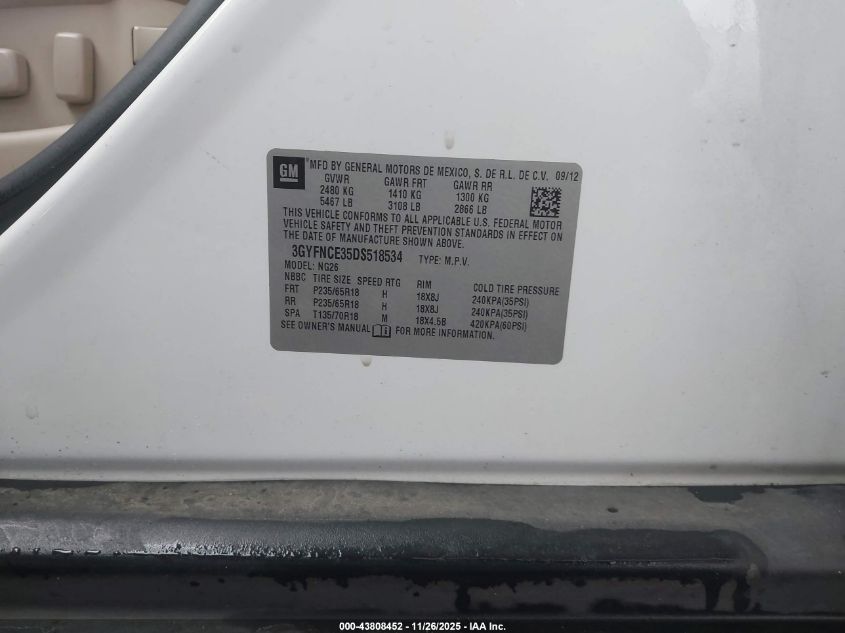 GM
MFD BY GENERAL MOTORS DE MEXICO, S. DE R.L. DE C.V. 09/12
GVWR GAWR FRT GAWR RR
2480 KG 1410 KG 1300 KG
5467 LB 3108 LB 2866 LB
THIS VEHICLE CONFORMS TO ALL APPLICABLE U.S. FEDERAL MOTOR
VEHICLE SAFETY AND THEFT PREVENTION STANDARDS IN EFFECT ON
THE DATE OF MANUFACTURE SHOWN ABOVE.
3GYFNCE35DS518534 TYPE: M.P.V.
MODEL: NG26
NBBC TIRE SIZE SPEED RTG RIM COLD TIRE PRESSURE
FRT P235/65R18 H 18X8J 240KPA(35PSI)
RR P235/65R18 H 18X8J 240KPA(35PSI)
SPA T135/70R18 M 18X4.5B 420KPA(60PSI)
SEE OWNER'S MANUAL FOR MORE INFORMATION.
000-43808452 - 11/26/2025 - IAA Inc.